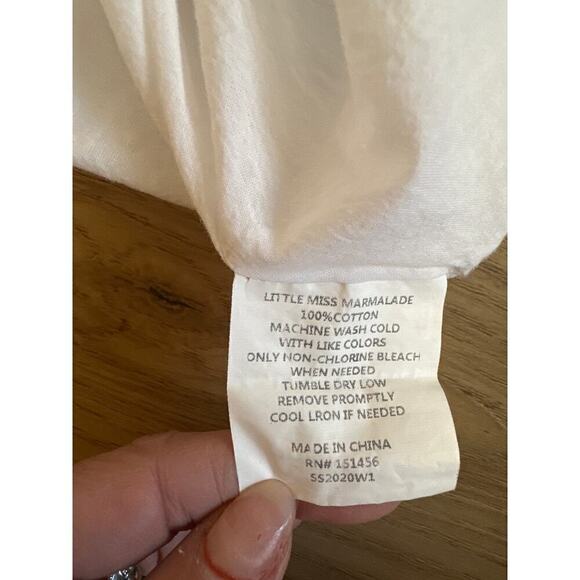 LITTLE MISS MARMALADE
100%COTTON
MACHINE WASH COLD
WITH LIKE COLORS
ONLY NON-CHLORINE BLEACH
WHEN NEEDED
TUMBLE DRY LOW
REMOVE PROMPTLY
COOL LRON IF NEEDED
MADE IN CHINA
RN# 151456
SS2020W1